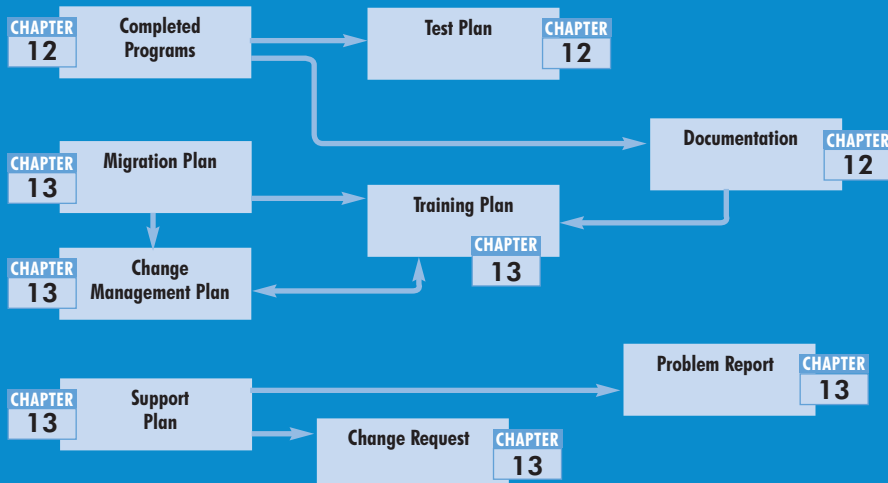 CHAPTER
12
Completed
Programs
Test Plan
CHAPTER
12
Documentation
CHAPTER
12
CHAPTER
13
Migration Plan
Training Plan
CHAPTER
13
CHAPTER
13
Change
Management Plan
Problem Report
CHAPTER
13
CHAPTER
13
Support
Plan
Change Request
CHAPTER
13